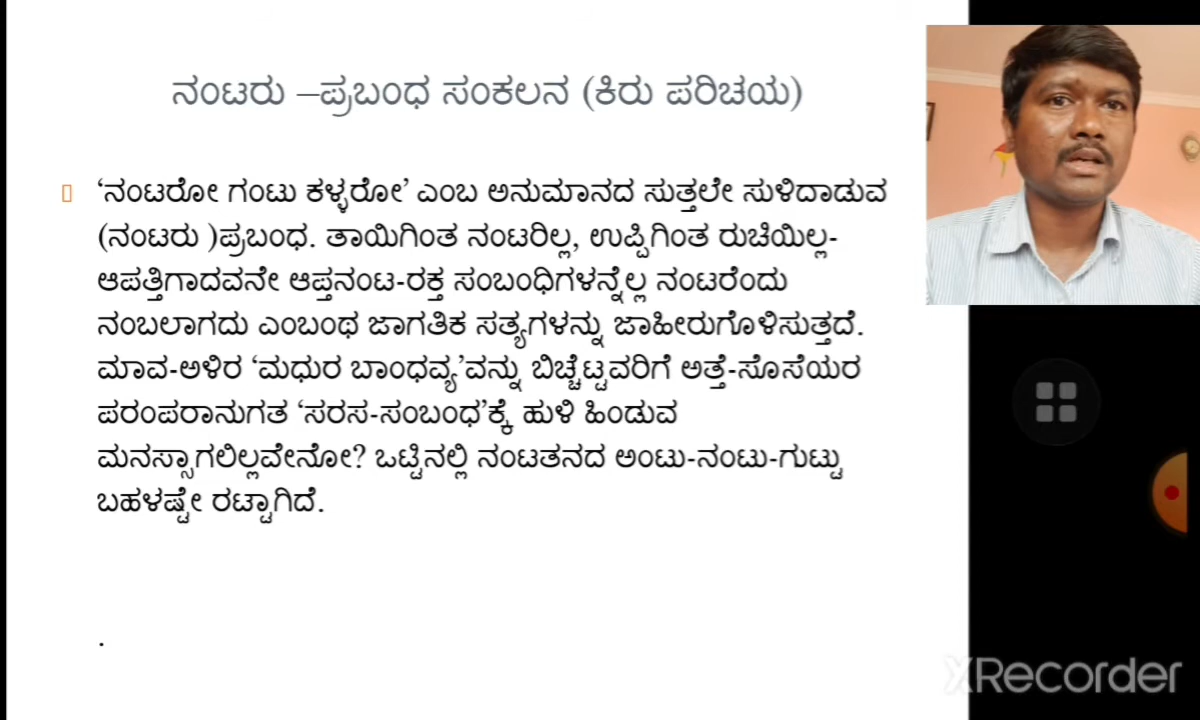 ನಂಟರು –ಪ್ರಬಂಧ ಸಂಕಲನ (ಕಿರು ಪರಿಚಯ)
‘ನಂಟರೋ ಗಂಟು ಕಳ್ಳರೋ’ ಎಂಬ ಅನುಮಾನದ ಸುತ್ತಲೇ ಸುಳಿದಾಡುವ
(ನಂಟರು )ಪ್ರಬಂಧ. ತಾಯಿಗಿಂತ ನಂಟರಿಲ್ಲ, ಉಪ್ಪಿಗಿಂತ ರುಚಿಯಿಲ್ಲ-
ಆಪತ್ತಿಗಾದವನೇ ಆಪ್ತನಂಟ-ರಕ್ತ ಸಂಬಂಧಿಗಳನ್ನೆಲ್ಲ ನಂಟರೆಂದು
ನಂಬಲಾಗದು ಎಂಬಂಥ ಜಾಗತಿಕ ಸತ್ಯಗಳನ್ನು ಜಾಹೀರುಗೊಳಿಸುತ್ತದೆ.
ಮಾವ-ಅಳಿರ ‘ಮಧುರ ಬಾಂಧವ್ಯ’ವನ್ನು ಬಿಚ್ಚಿಟ್ಟವರಿಗೆ ಅತ್ತೆ-ಸೊಸೆಯರ
ಪರಂಪರಾನುಗತ ‘ಸರಸ-ಸಂಬಂಧ’ಕ್ಕೆ ಹುಳಿ ಹಿಂಡುವ
ಮನಸ್ಸಾಗಲಿಲ್ಲವೇನೋ? ಒಟ್ಟಿನಲ್ಲಿ ನಂಟತನದ ಅಂಟು-ನಂಟು-ಗುಟ್ಟು
ಬಹಳಷ್ಟೇ ರಟ್ಟಾಗಿದೆ.
.
XRecorder